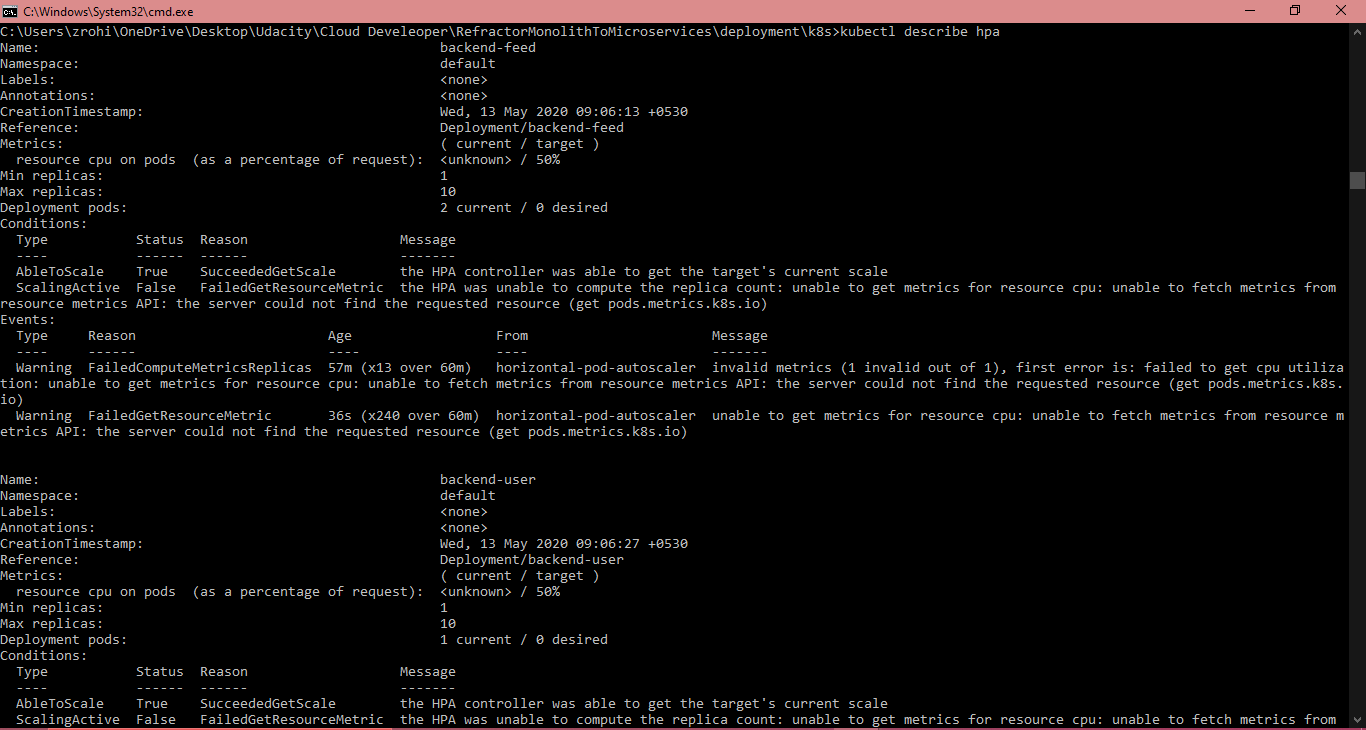 C:\Windows\System32\cmd.exe
C:\Users\zrohi\OneDrive\Desktop\Udacity\Cloud Develeoper\RefractorMonolithToMicroservices\deployment\k8s>kubectl describe hpa
Name: backend-feed
Namespace: default
Labels: <none>
Annotations: <none>
CreationTimestamp: Wed, 13 May 2020 09:06:13 +0530
Reference: Deployment/backend-feed
Metrics: ( current / target )
resource cpu on pods (as a percentage of request): <unknown> / 50%
Min replicas: 1
Max replicas: 10
Deployment pods: 2 current / 0 desired
Conditions:
Type Status Reason Message
---- ------ ------ -------
AbleToScale True SucceededGetScale the HPA controller was able to get the target's current scale
ScalingActive False FailedGetResourceMetric the HPA was unable to compute the replica count: unable to get metrics for resource cpu: unable to fetch metrics from
resource metrics API: the server could not find the requested resource (get pods.metrics.k8s.io)
Events:
Type Reason Age From Message
---- ------ ---- ---- -------
Warning FailedComputeMetricsReplicas 57m (x13 over 60m) horizontal-pod-autoscaler invalid metrics (1 invalid out of 1), first error is: failed to get cpu utiliza
tion: unable to get metrics for resource cpu: unable to fetch metrics from resource metrics API: the server could not find the requested resource (get pods.metrics.k8s.
io)
Warning FailedGetResourceMetric 36s (x240 over 60m) horizontal-pod-autoscaler unable to get metrics for resource cpu: unable to fetch metrics from resource m
etrics API: the server could not find the requested resource (get pods.metrics.k8s.io)
Name: backend-user
Namespace: default
Labels: <none>
Annotations: <none>
CreationTimestamp: Wed, 13 May 2020 09:06:27 +0530
Reference: Deployment/backend-user
Metrics: ( current / target )
resource cpu on pods (as a percentage of request): <unknown> / 50%
Min replicas: 1
Max replicas: 10
Deployment pods: 1 current / 0 desired
Conditions:
Type Status Reason Message
---- ------ ------ -------
AbleToScale True SucceededGetScale the HPA controller was able to get the target's current scale
ScalingActive False FailedGetResourceMetric the HPA was unable to compute the replica count: unable to get metrics for resource cpu: unable to fetch metrics from